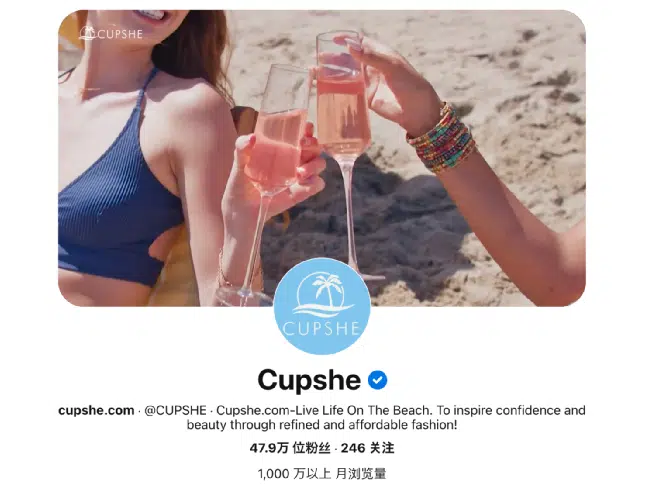 CUPSHE
CUPSHE
Cupshe
cupshe.com · @CUPSHE · Cupshe.com-Live Life On The Beach. To inspire confidence and
beauty through refined and affordable fashion!
47.9万 位粉丝 · 246 关注
1,000 万以上 月浏览量